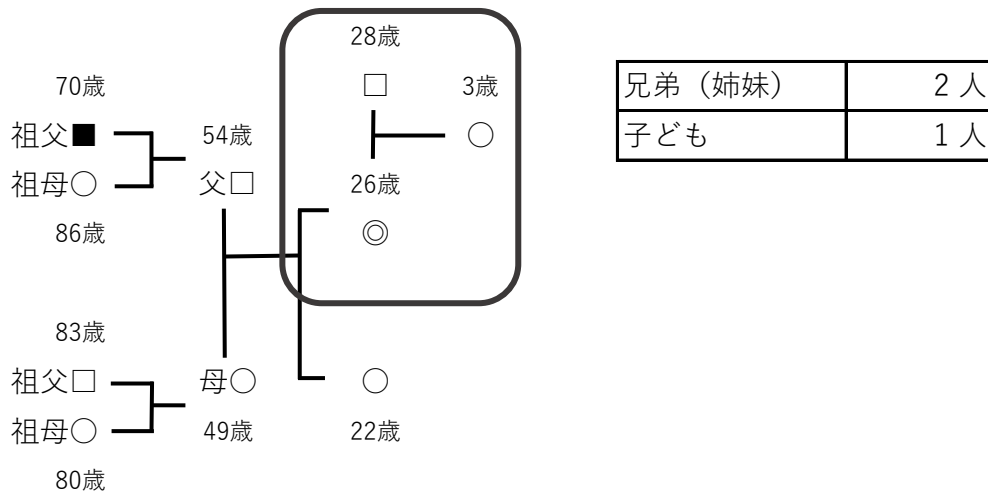 28歳
70歳
3歳
祖父■
54歳
祖母○
父□
26歳
86歳
◎
83歳
祖父□
母○
祖母○
49歳
22歳
80歳
兄弟（姉妹） 2 人
子ども 1 人